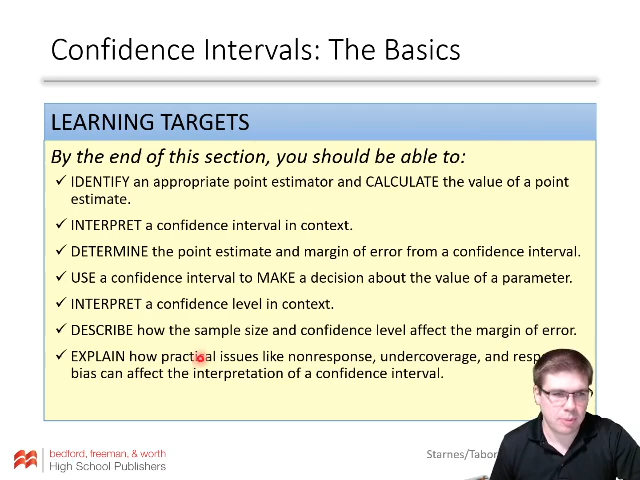 Confidence Intervals: The Basics
LEARNING TARGETS
By the end of this section, you should be able to:
✓ IDENTIFY an appropriate point estimator and CALCULATE the value of a point
estimate.
✓ INTERPRET a confidence interval in context.
✓ DETERMINE the point estimate and margin of error from a confidence interval.
✓ USE a confidence interval to MAKE a decision about the value of a parameter.
✓ INTERPRET a confidence level in context.
✓ DESCRIBE how the sample size and confidence level affect the margin of error.
✓ EXPLAIN how practical issues like nonresponse, undercoverage, and
bias can affect the interpretation of a confidence interval.
bedford, freeman, & worth
High School Publishers
Starnes/Tabor